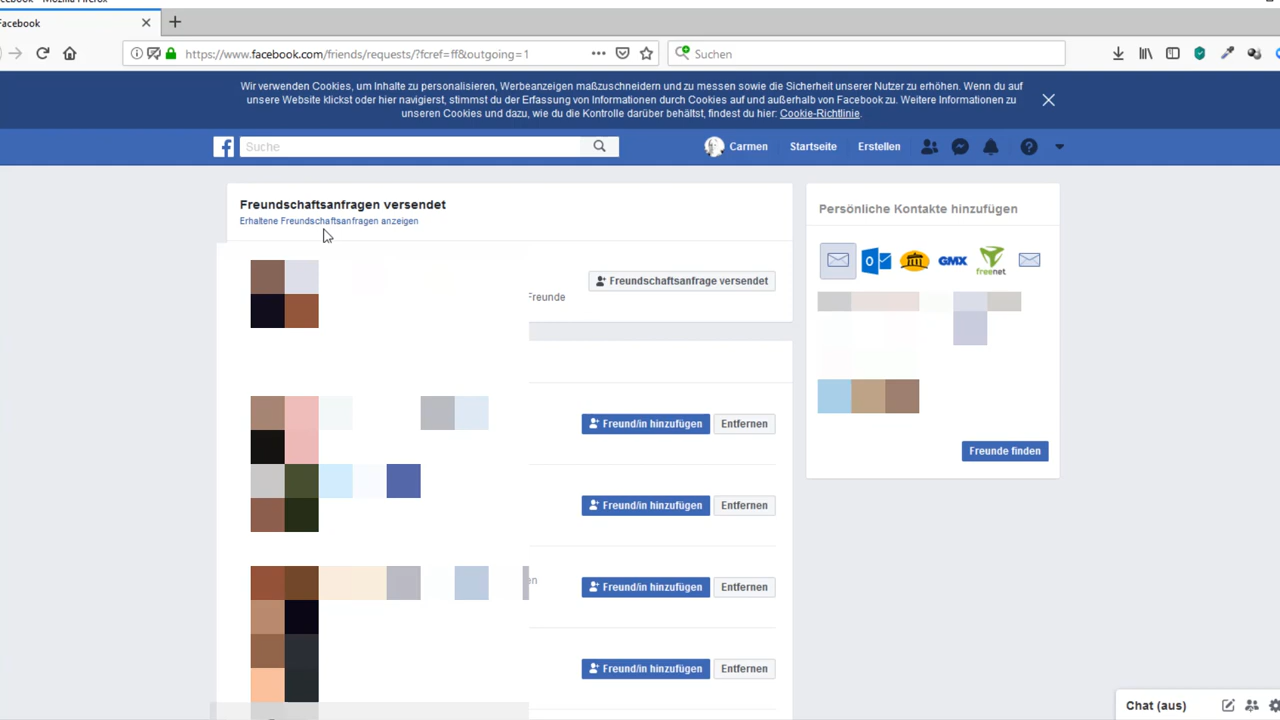 Facebook
https://www.facebook.com/friends/requests/?fcref=ff&outgoing=1
Suchen
Wir verwenden Cookies, um Inhalte zu personalisieren, Werbeanzeigen maßzuschneidern und zu messen sowie die Sicherheit unserer Nutzer zu erhöhen. Wenn du auf
unsere Website klickst oder hier navigierst, stimmst du der Erfassung von Informationen durch Cookies auf und außerhalb von Facebook zu. Weitere Informationen zu
unseren Cookies und dazu, wie du die Kontrolle darüber behältst, findest du hier: Cookie-Richtlinie.
Suche
Carmen
Startseite
Erstellen
Freundschaftsanfragen versendet
Erhaltene Freundschaftsanfragen anzeigen
Freundschaftsanfrage versendet
Freunde
Freund/in hinzufügen
Entfernen
Freund/in hinzufügen
Entfernen
en
Freund/in hinzufügen
Entfernen
Freund/in hinzufügen
Entfernen
Persönliche Kontakte hinzufügen
GMX
freenet
Freunde finden
Chat (aus)